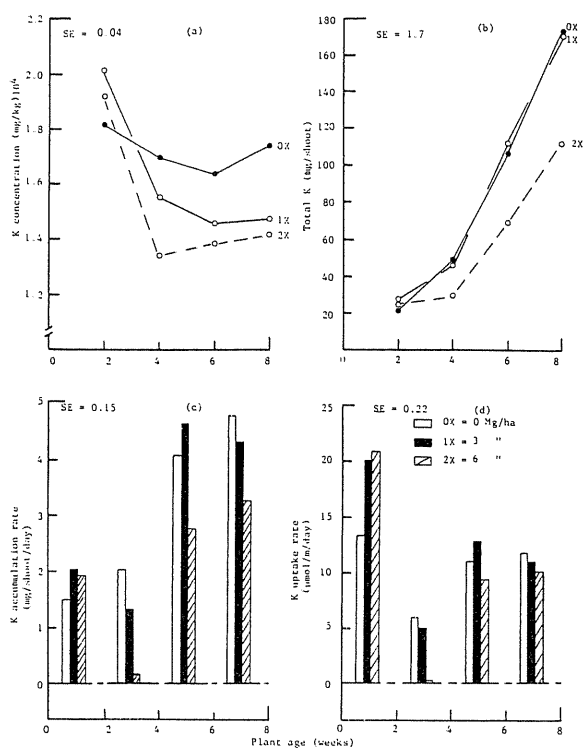 SE = 0.04
(a)
2.2
2.0
1.8
1.6
1.4
1.2
K concentration (mg/kg)10⁴
0X
1X
2X
0 2 4 6 8
SE = 1.7
(b)
180
160
140
120
100
80
60
40
20
Total K (mg/shoot)
0X
1X
2X
0 2 4 6 8
SE = 0.15
(c)
5
4
3
2
1
0
K accumulation rate
(mg/shoot/day)
0 2 4 6 8
SE = 0.22
(d)
0X = 0 Mg/ha
1X = 3 "
2X = 6 "
25
20
15
10
5
0
K uptake rate
(µmol/m/day)
0 2 4 6 8
Plant age (weeks)